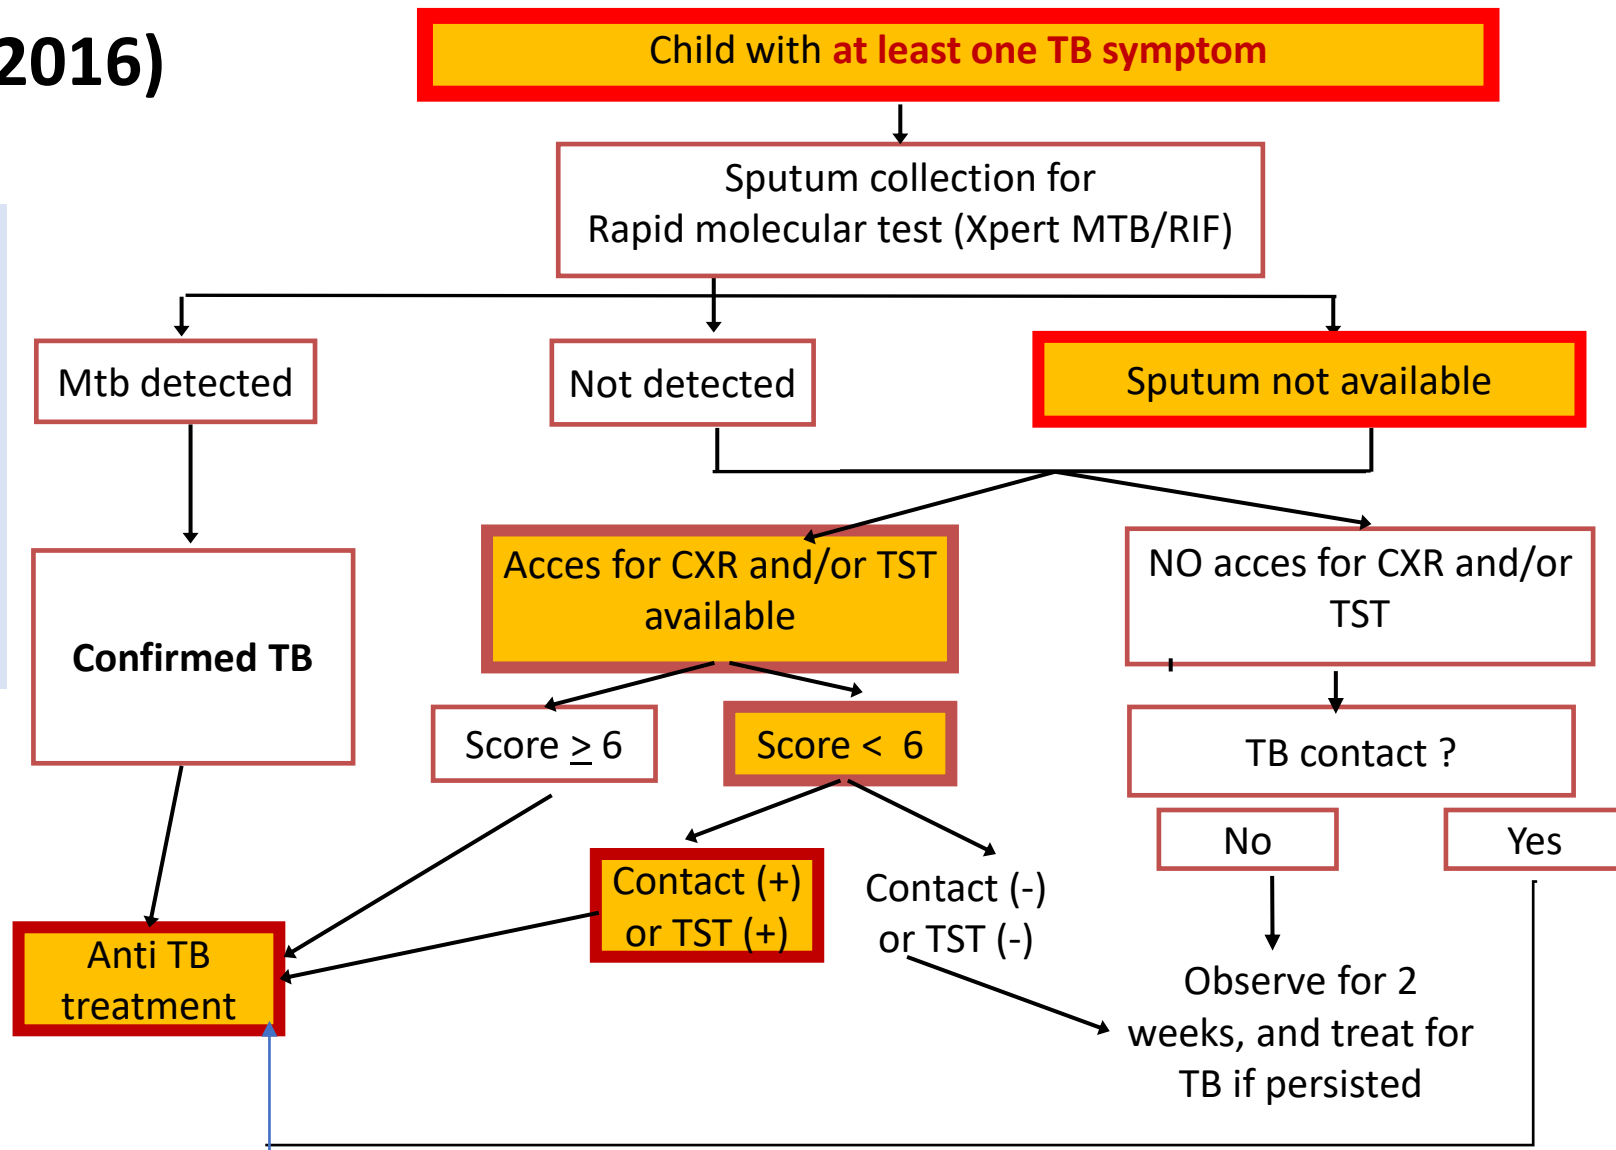 2016)
Child with at least one TB symptom
Sputum collection for
Rapid molecular test (Xpert MTB/RIF)
Mtb detected
Not detected
Sputum not available
Acces for CXR and/or TST
available
NO acces for CXR and/or
TST
Confirmed TB
Score ≥ 6
Score < 6
TB contact ?
No
Yes
Contact (+)
or TST (+)
Contact (-)
or TST (-)
Anti TB
treatment
Observe for 2
weeks, and treat for
TB if persisted